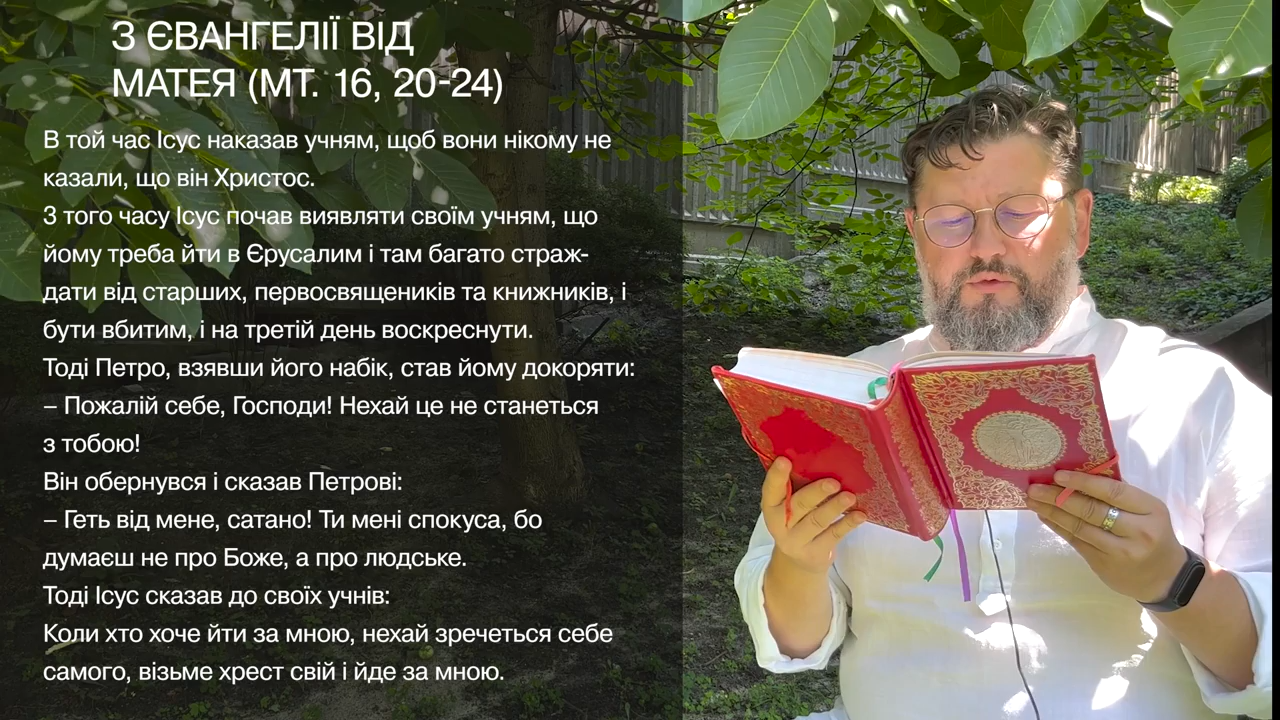 З ЄВАНГЕЛІЇ ВІД
МАТЕЯ (МТ. 16, 20-24)
В той час Ісус наказав учням, щоб вони нікому не
казали, що він Христос.
З того часу Ісус почав виявляти своїм учням, що
йому треба йти в Єрусалим і там багато страж-
дати від старших, первосвящеників та книжників, і
бути вбитим, і на третій день воскреснути.
Тоді Петро, взявши його набік, став йому докоряти:
– Пожалій себе, Господи! Нехай це не станеться
з тобою!
Він обернувся і сказав Петрові:
– Геть від мене, сатано! Ти мені спокуса, бо
думаєш не про Боже, а про людське.
Тоді Ісус сказав до своїх учнів:
Коли хто хоче йти за мною, нехай зречеться себе
самого, візьме хрест свій і йде за мною.